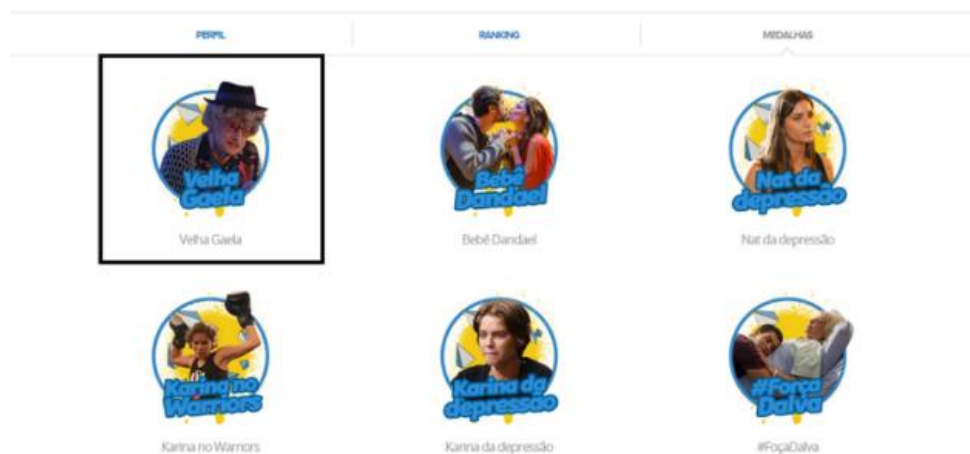 PERFIL RANKING MEDALHAS
Velha
Gaela
Velha Gaela
Bebê
Dandael
Bebê Dandael
Nat da
depressão
Nat da depressão
Karina no
Warriors
Karina no Warriors
Karina da
depressão
Karina da depressão
#Força
Dalva
#FoçaDalva